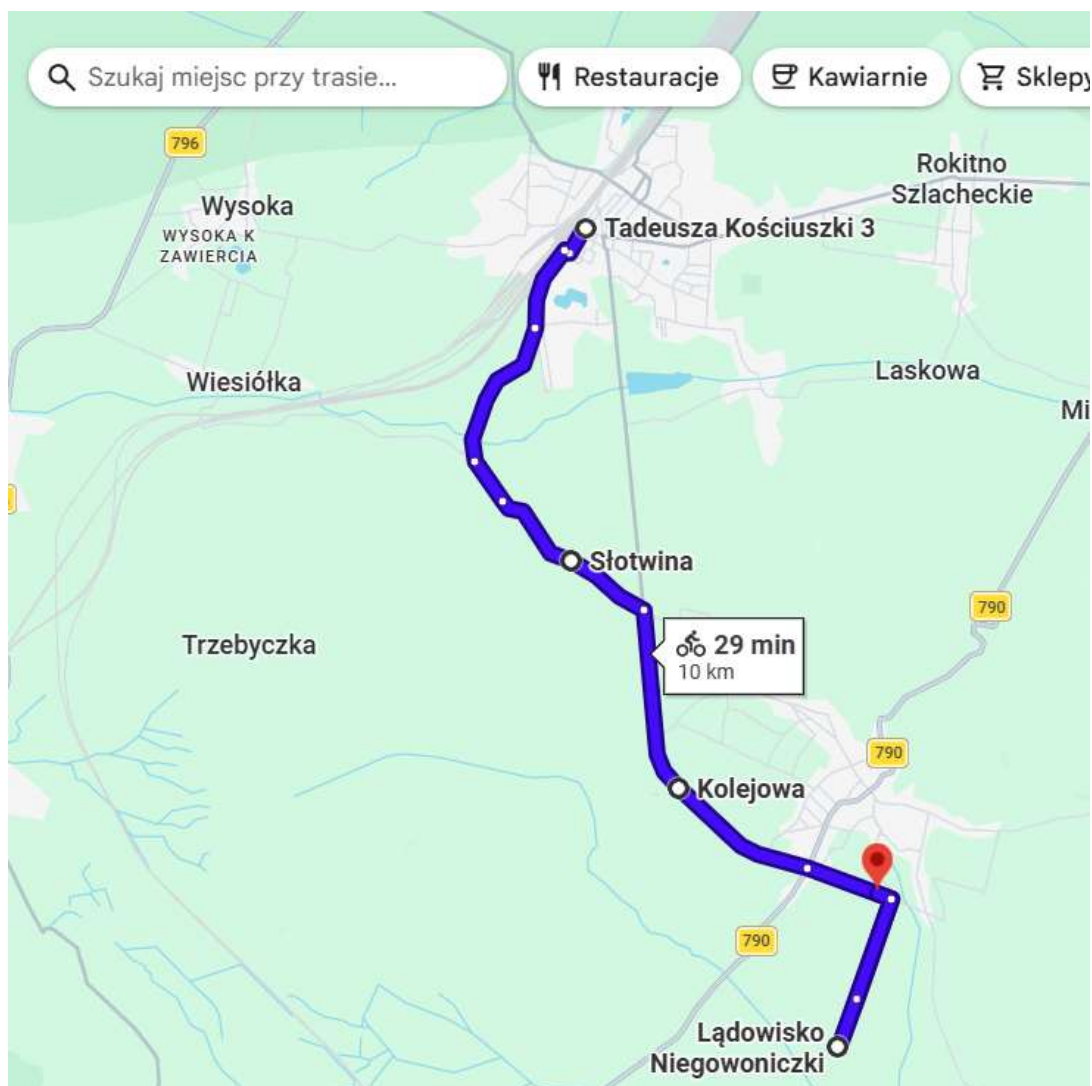 Szukaj miejsc przy trasie...
Restauracje
Kawiarnie
Sklepy
796
Rokitno
Szlacheckie
Wysoka
WYSOKA K
ZAWIERCIA
Tadeusza Kościuszki 3
Wiesiółka
Laskowa
Mi
Słotwina
790
Trzebyczka
29 min
10 km
790
Kolejowa
790
Lądowisko
Niegowoniczki